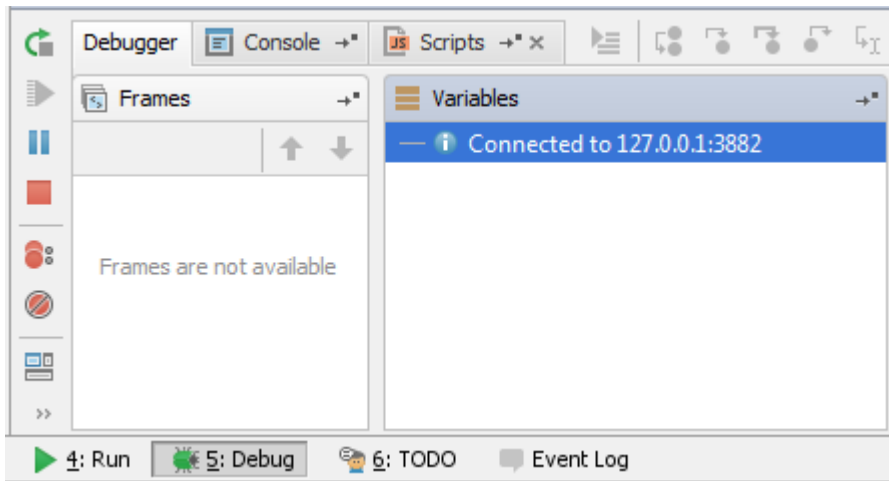 Debugger Console JS Scripts
Frames Variables
Connected to 127.0.0.1:3882
Frames are not available
4: Run 5: Debug 6: TODO Event Log